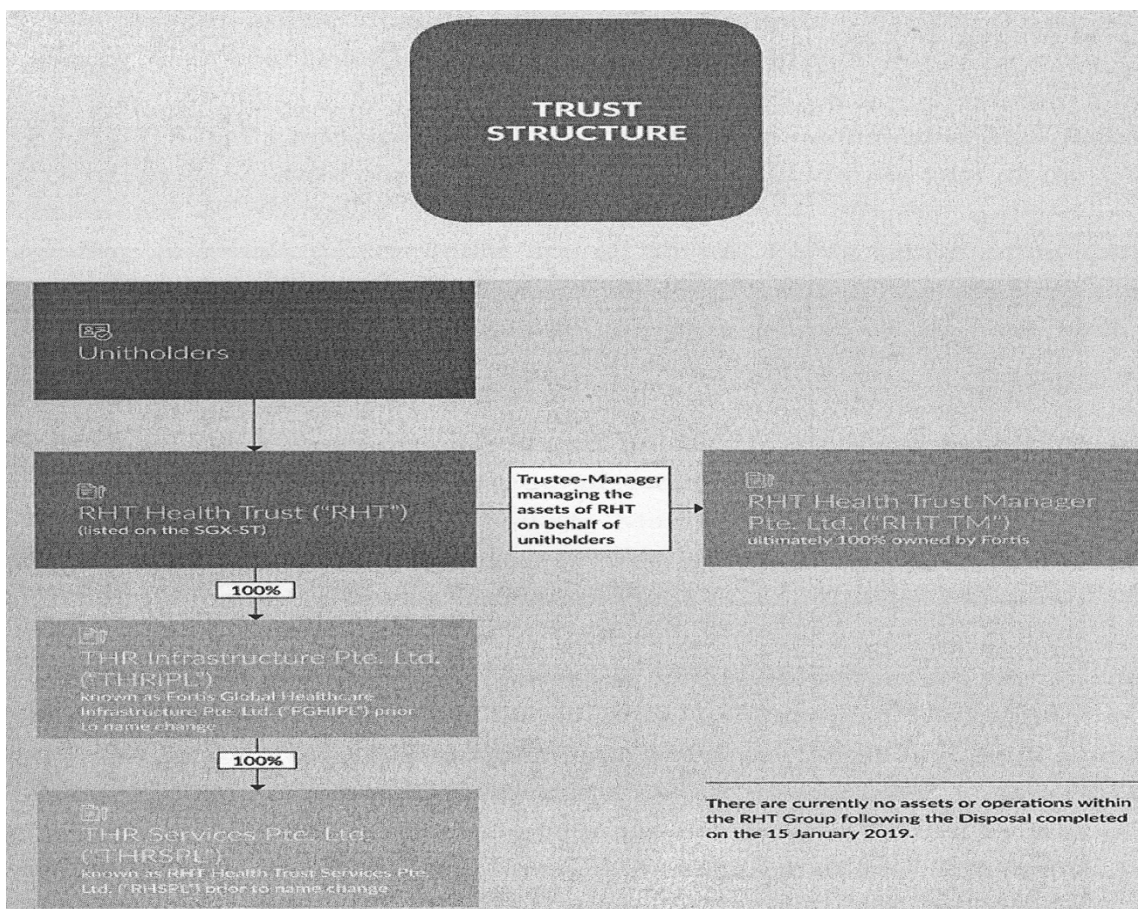 TRUST
STRUCTURE
Unitholders
RHT Health Trust (“RHT”)
(listed on the SGX-ST)
Trustee-Manager
managing the
assets of RHT
on behalf of
unitholders
RHT Health Trust Manager
Pte. Ltd. (“RHT TM”)
ultimately 100% owned by Fortis
100%
THR Infrastructure Pte. Ltd.
(“THRIPL”)
known as Fortis Global Healthcare
Infrastructure Pte. Ltd. (“FGHIPL”) prior
to name change
100%
THR Services Pte. Ltd.
(“THRSPL”)
known as RHT Health Trust Services Pte.
Ltd. (“RHSPL”) prior to name change
There are currently no assets or operations within
the RHT Group following the Disposal completed
on the 15 January 2019.